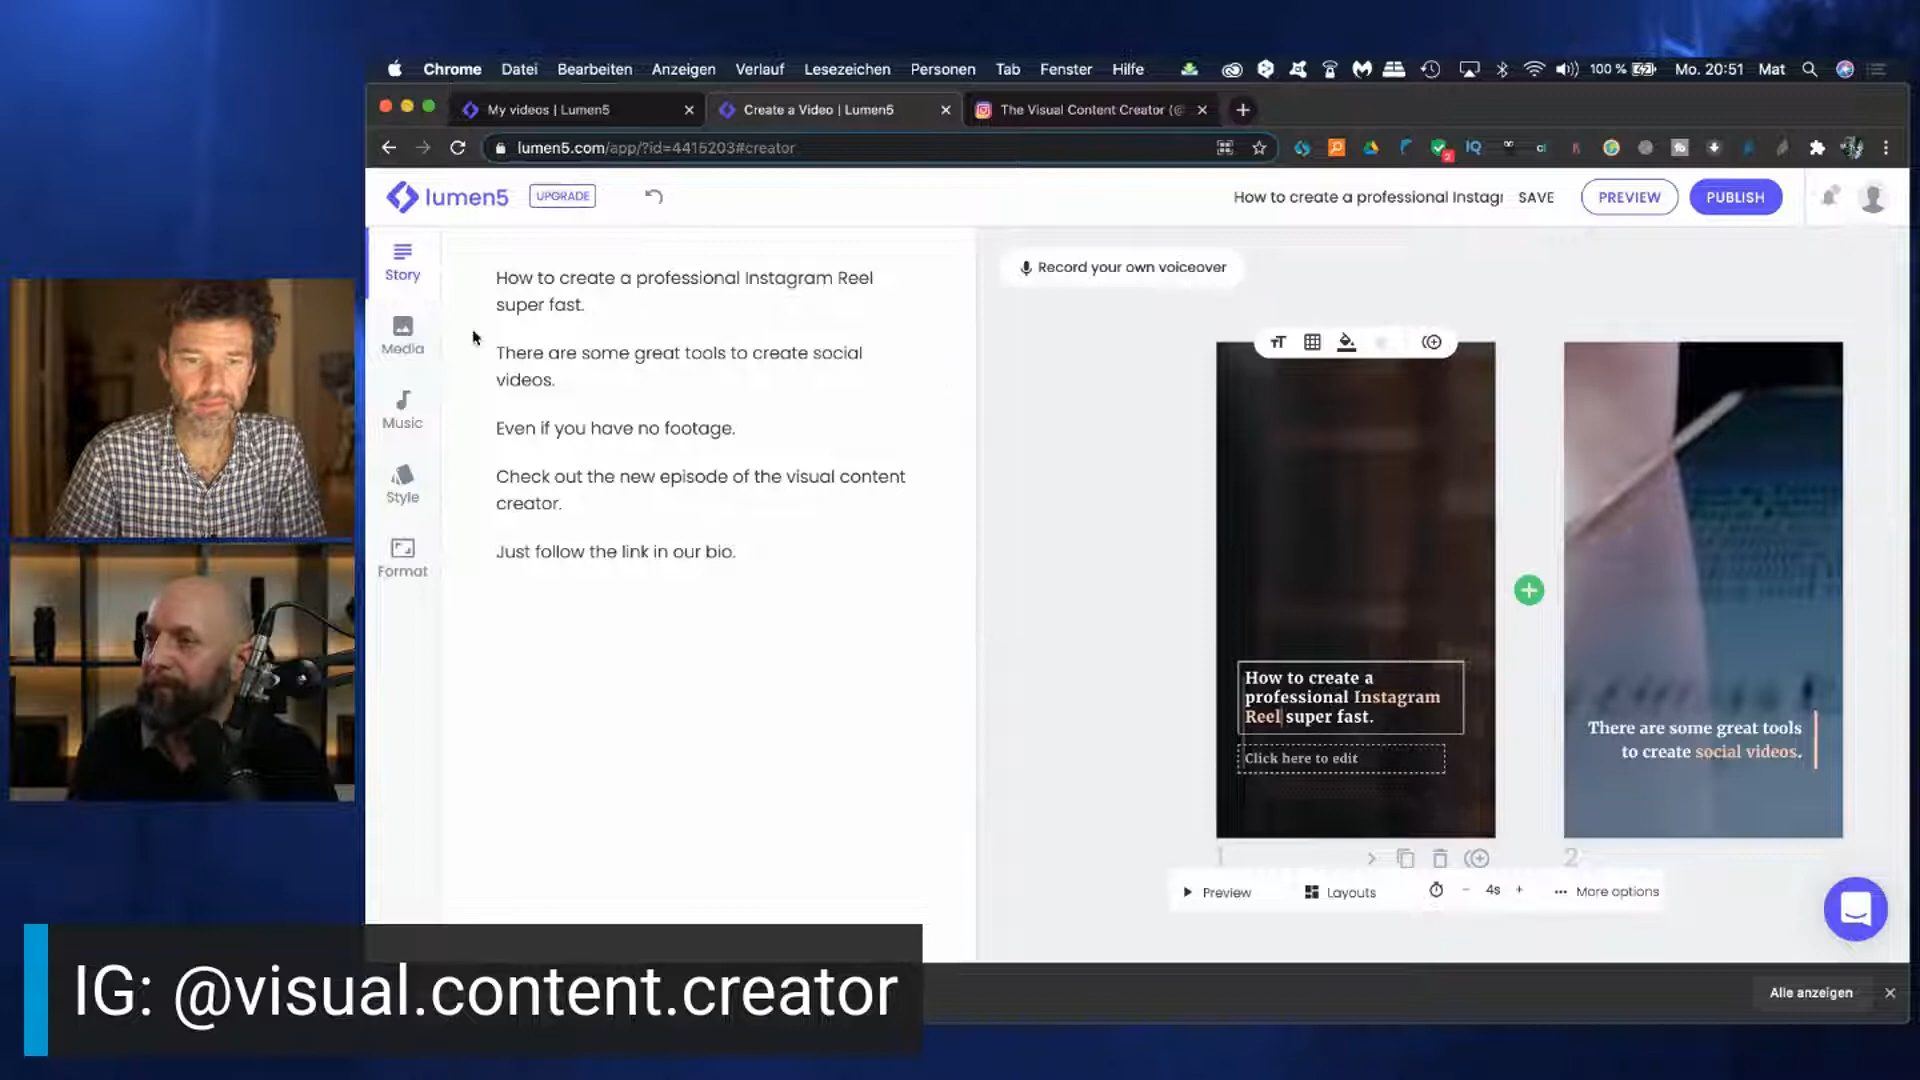 Chrome Datei Bearbeiten Anzeigen Verlauf Lesezeichen Personen Tab Fenster Hilfe 100 % Mo. 20:51 Mat
My videos | Lumen5 Create a Video | Lumen5 The Visual Content Creator (@
lumen5.com/app/?id=4415203#creator
lumen5 UPGRADE How to create a professional Instagr SAVE PREVIEW PUBLISH
Story
Media
Music
Style
Format
How to create a professional Instagram Reel
super fast.
There are some great tools to create social
videos.
Even if you have no footage.
Check out the new episode of the visual content
creator.
Just follow the link in our bio.
Record your own voiceover
How to create a
professional Instagram
Reel super fast.
Click here to edit
There are some great tools
to create social videos.
1 2
Preview Layouts 4s More options
IG: @visual.content.creator
Alle anzeigen